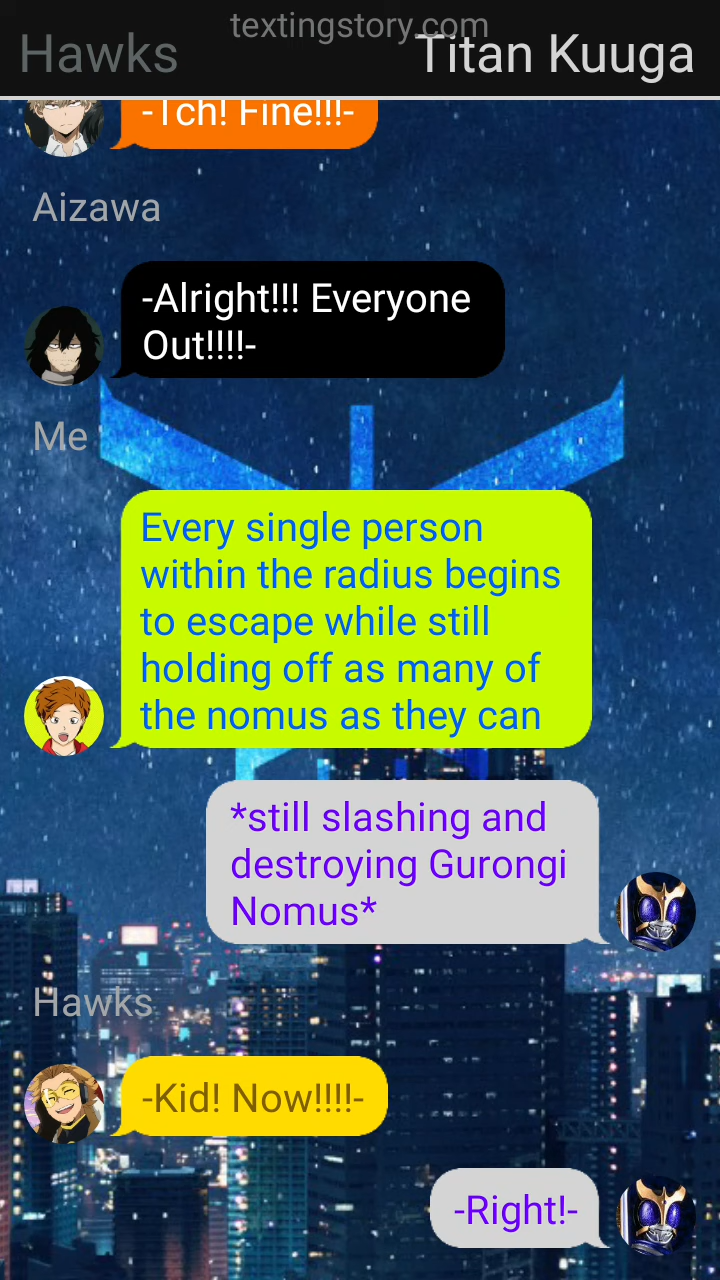 textingstory.com
Hawks
Titan Kuuga
-Tch! Fine!!!-
Aizawa
-Alright!!! Everyone
Out!!!!-
Me
Every single person
within the radius begins
to escape while still
holding off as many of
the nomus as they can
*still slashing and
destroying Gurongi
Nomus*
Hawks
-Kid! Now!!!!-
-Right!-